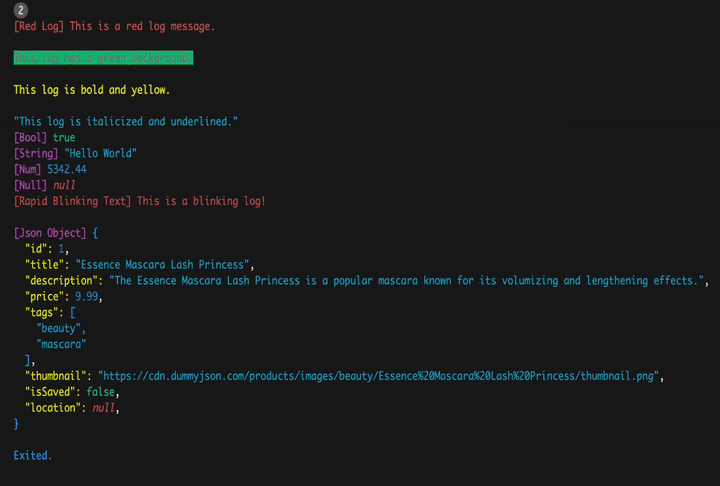 2
[Red Log] This is a red log message.
This log has a green background.
This log is bold and yellow.
"This log is italicized and underlined."
[Bool] true
[String] "Hello World"
[Num] 5342.44
[Null] null
[Rapid Blinking Text] This is a blinking log!
[Json Object] {
  "id": 1,
  "title": "Essence Mascara Lash Princess",
  "description": "The Essence Mascara Lash Princess is a popular mascara known for its volumizing and lengthening effects.",
  "price": 9.99,
  "tags": [
    "beauty",
    "mascara"
  ],
  "thumbnail": "https://cdn.dummyjson.com/products/images/beauty/Essence%20Mascara%20Lash%20Princess/thumbnail.png",
  "isSaved": false,
  "location": null,
}
Exited.